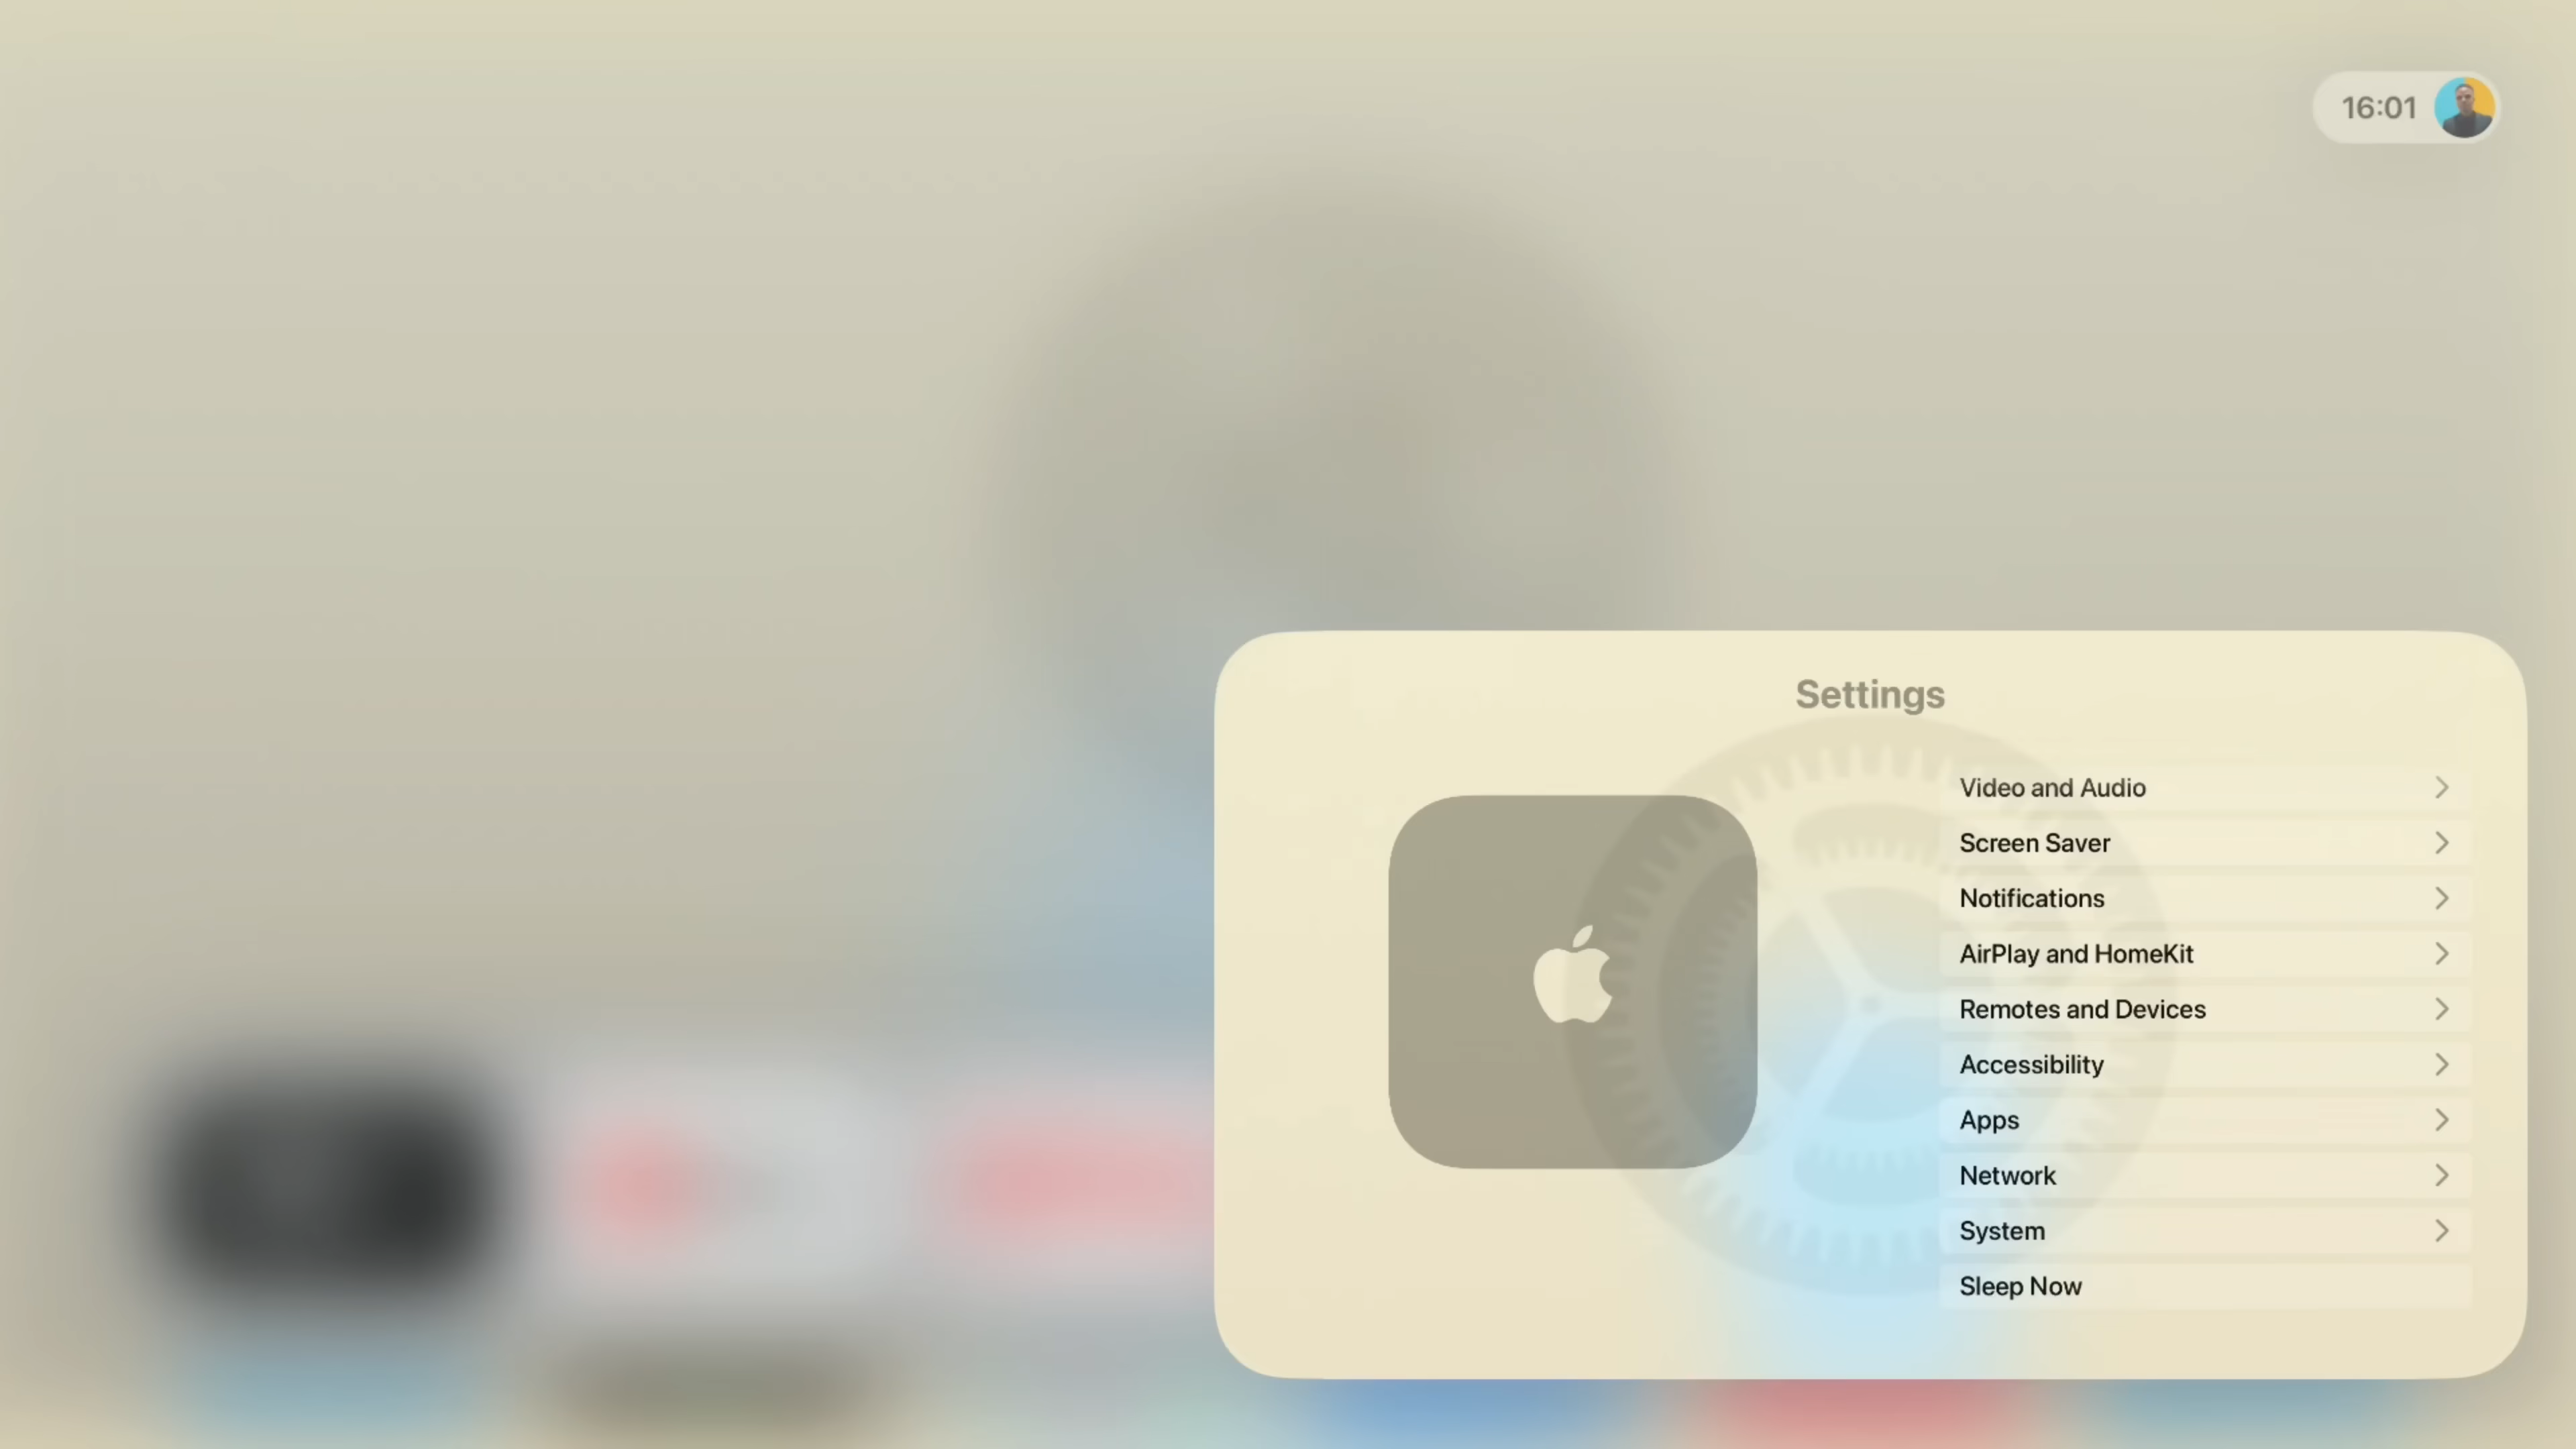 16:01
Settings
Video and Audio
Screen Saver
Notifications
AirPlay and HomeKit
Remotes and Devices
Accessibility
Apps
Network
System
Sleep Now